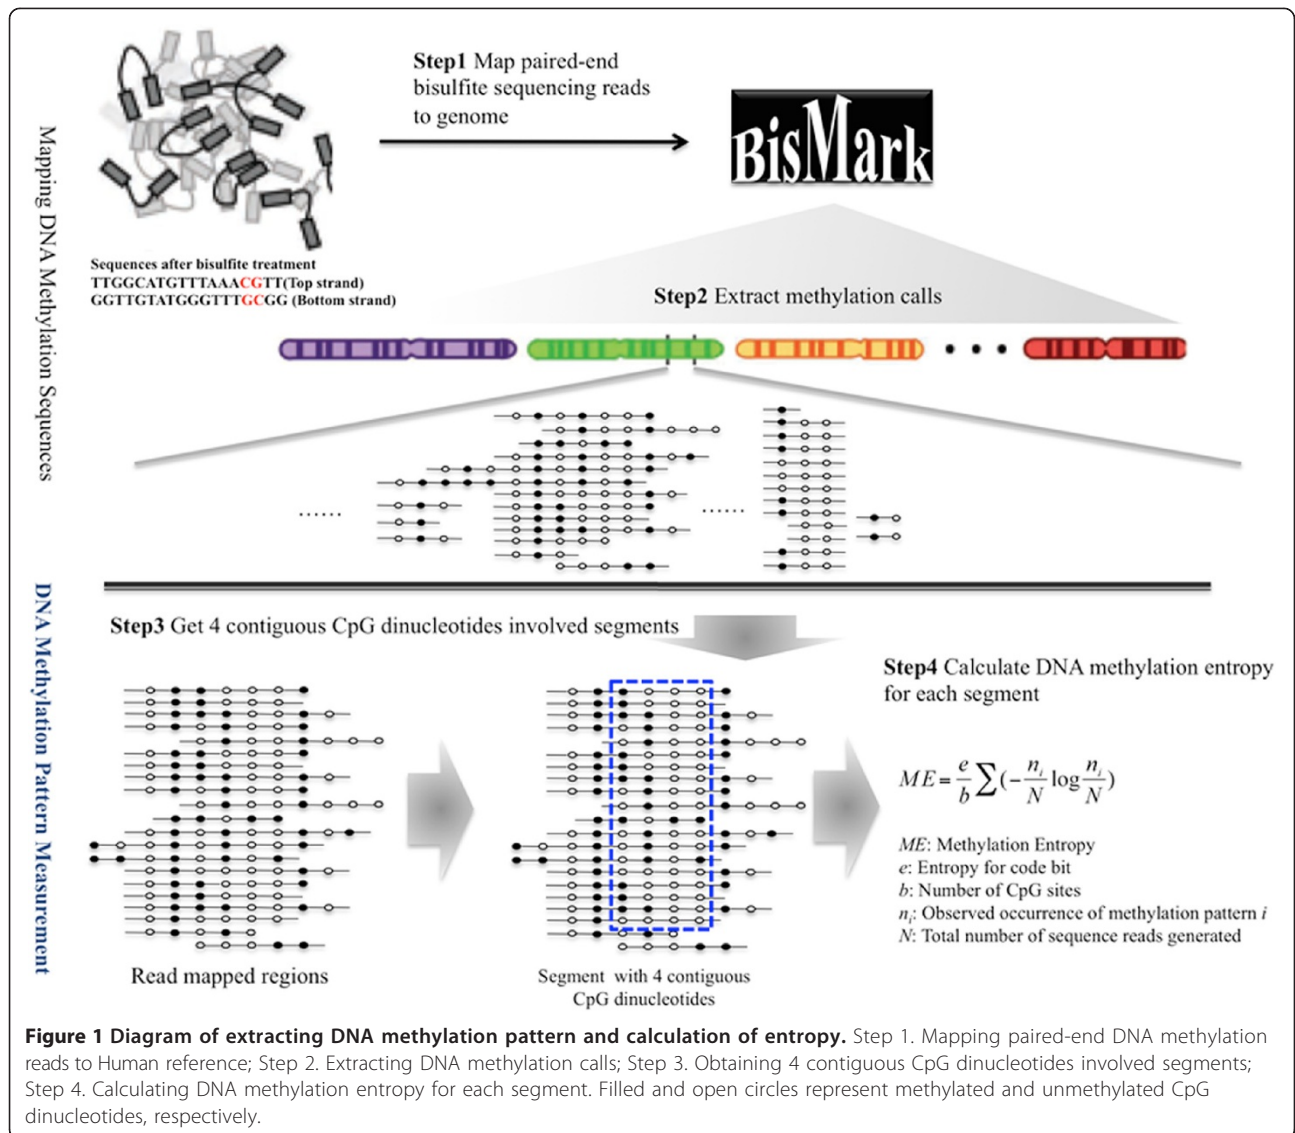 Mapping DNA Methylation Sequences
Step1 Map paired-end
bisulfite sequencing reads
to genome
BisMark
Sequences after bisulfite treatment
TTGGCATGTTTAAACGTT(Top strand)
GGTTGTATGGGTTTGCGG (Bottom strand)
Step2 Extract methylation calls
......
......
DNA Methylation Pattern Measurement
Step3 Get 4 contiguous CpG dinucleotides involved segments
Step4 Calculate DNA methylation entropy
for each segment
ME = e/b ∑(-n_i/N log n_i/N)
ME: Methylation Entropy
e: Entropy for code bit
b: Number of CpG sites
n_i: Observed occurrence of methylation pattern i
N: Total number of sequence reads generated
Read mapped regions
Segment with 4 contiguous
CpG dinucleotides
Figure 1 Diagram of extracting DNA methylation pattern and calculation of entropy. Step 1. Mapping paired-end DNA methylation
reads to Human reference; Step 2. Extracting DNA methylation calls; Step 3. Obtaining 4 contiguous CpG dinucleotides involved segments;
Step 4. Calculating DNA methylation entropy for each segment. Filled and open circles represent methylated and unmethylated CpG
dinucleotides, respectively.